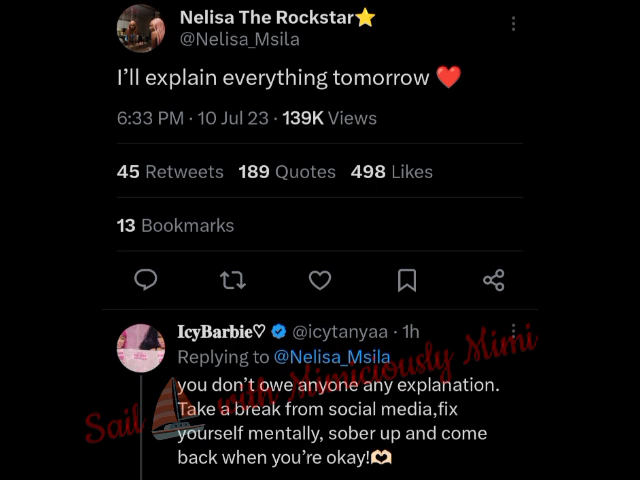 Nelisa The Rockstar⭐
@Nelisa_Msila
I'll explain everything tomorrow ❤️
6:33 PM · 10 Jul 23 · 139K Views
45 Retweets 189 Quotes 498 Likes
13 Bookmarks
IcyBarbie♡ @icytanyaa · 1h
Replying to @Nelisa_Msila
you don't owe anyone any explanation.
Take a break from social media,fix
yourself mentally, sober up and come
back when you're okay!🫶🏻
Sail with Mimiciously Mimi